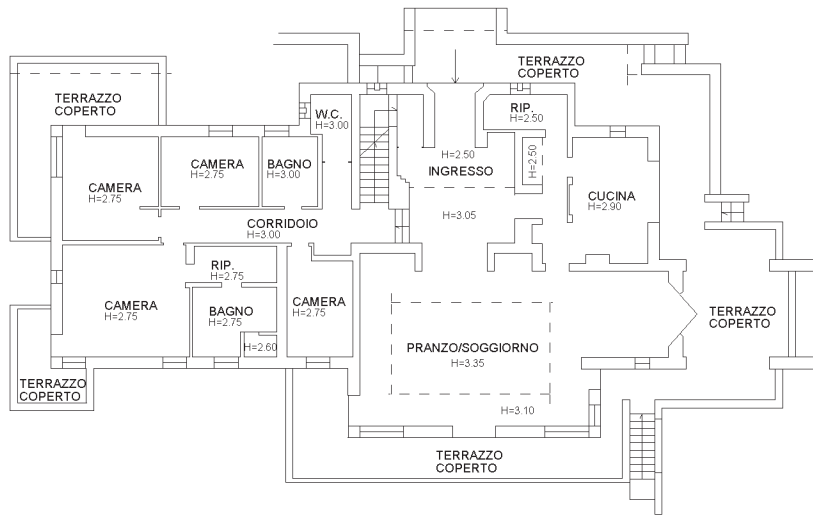 TERRAZZO
COPERTO
TERRAZZO
COPERTO
W.C.
H=3.00
RIP.
H=2.50
H=2.50
H=2.50
INGRESSO
CAMERA
H=2.75
BAGNO
H=3.00
CAMERA
H=2.75
CUCINA
H=2.90
H=3.05
CORRIDOIO
H=3.00
RIP.
H=2.75
CAMERA
H=2.75
BAGNO
H=2.75
CAMERA
H=2.75
H=2.60
PRANZO/SOGGIORNO
H=3.35
TERRAZZO
COPERTO
TERRAZZO
COPERTO
H=3.10
TERRAZZO
COPERTO